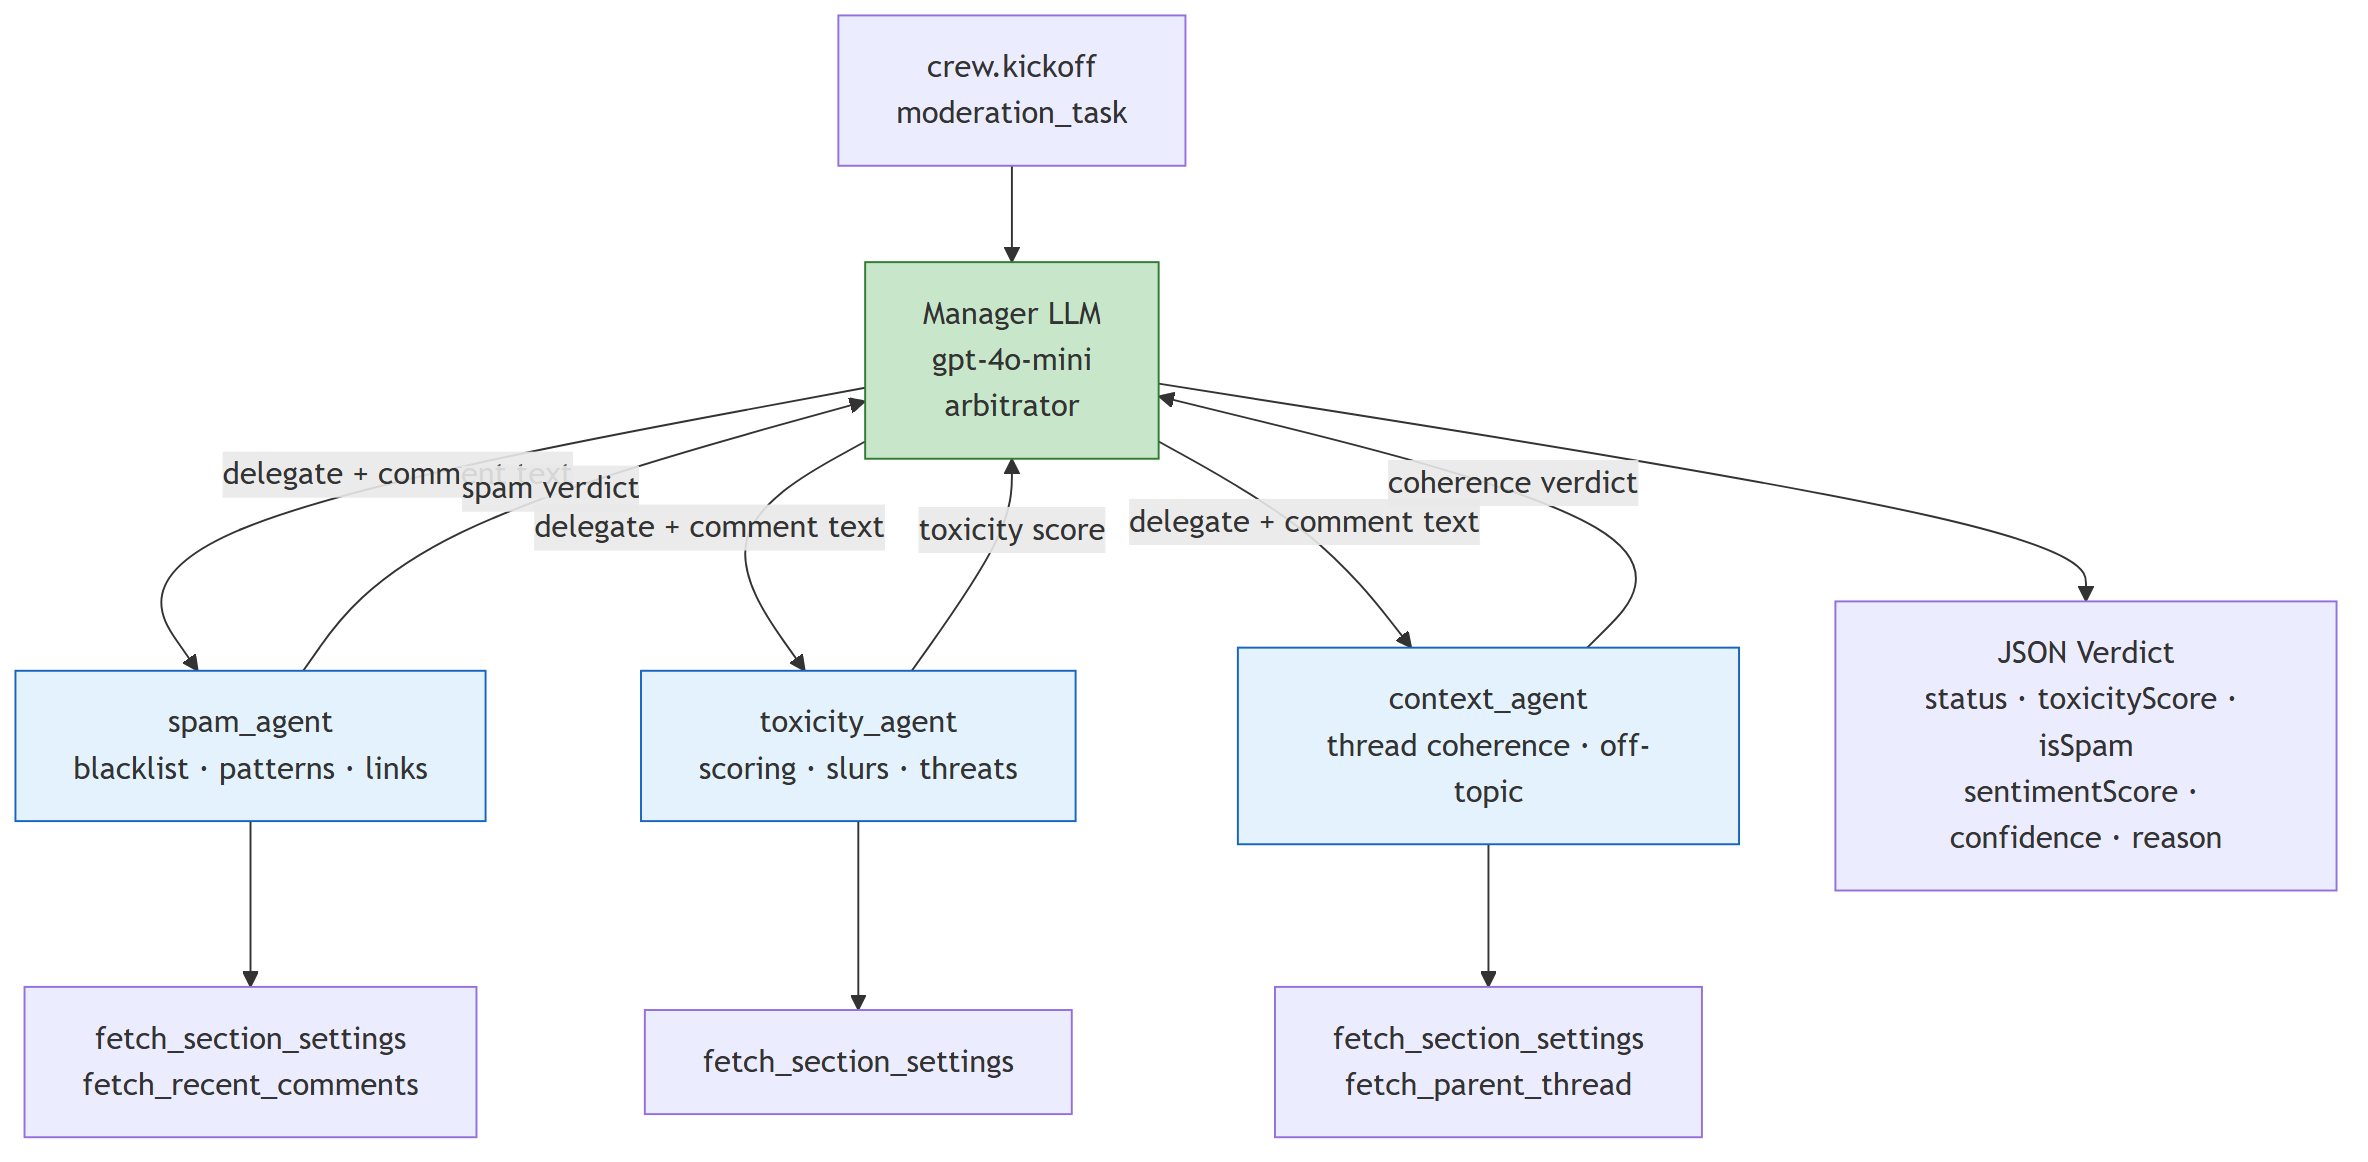 crew.kickoff
moderation_task
Manager LLM
gpt-4o-mini
arbitrator
delegate + comment text
spam verdict
delegate + comment text
toxicity score
delegate + comment text
coherence verdict
spam_agent
blacklist · patterns · links
toxicity_agent
scoring · slurs · threats
context_agent
thread coherence · off-
topic
JSON Verdict
status · toxicityScore ·
isSpam
sentimentScore ·
confidence · reason
fetch_section_settings
fetch_recent_comments
fetch_section_settings
fetch_section_settings
fetch_parent_thread